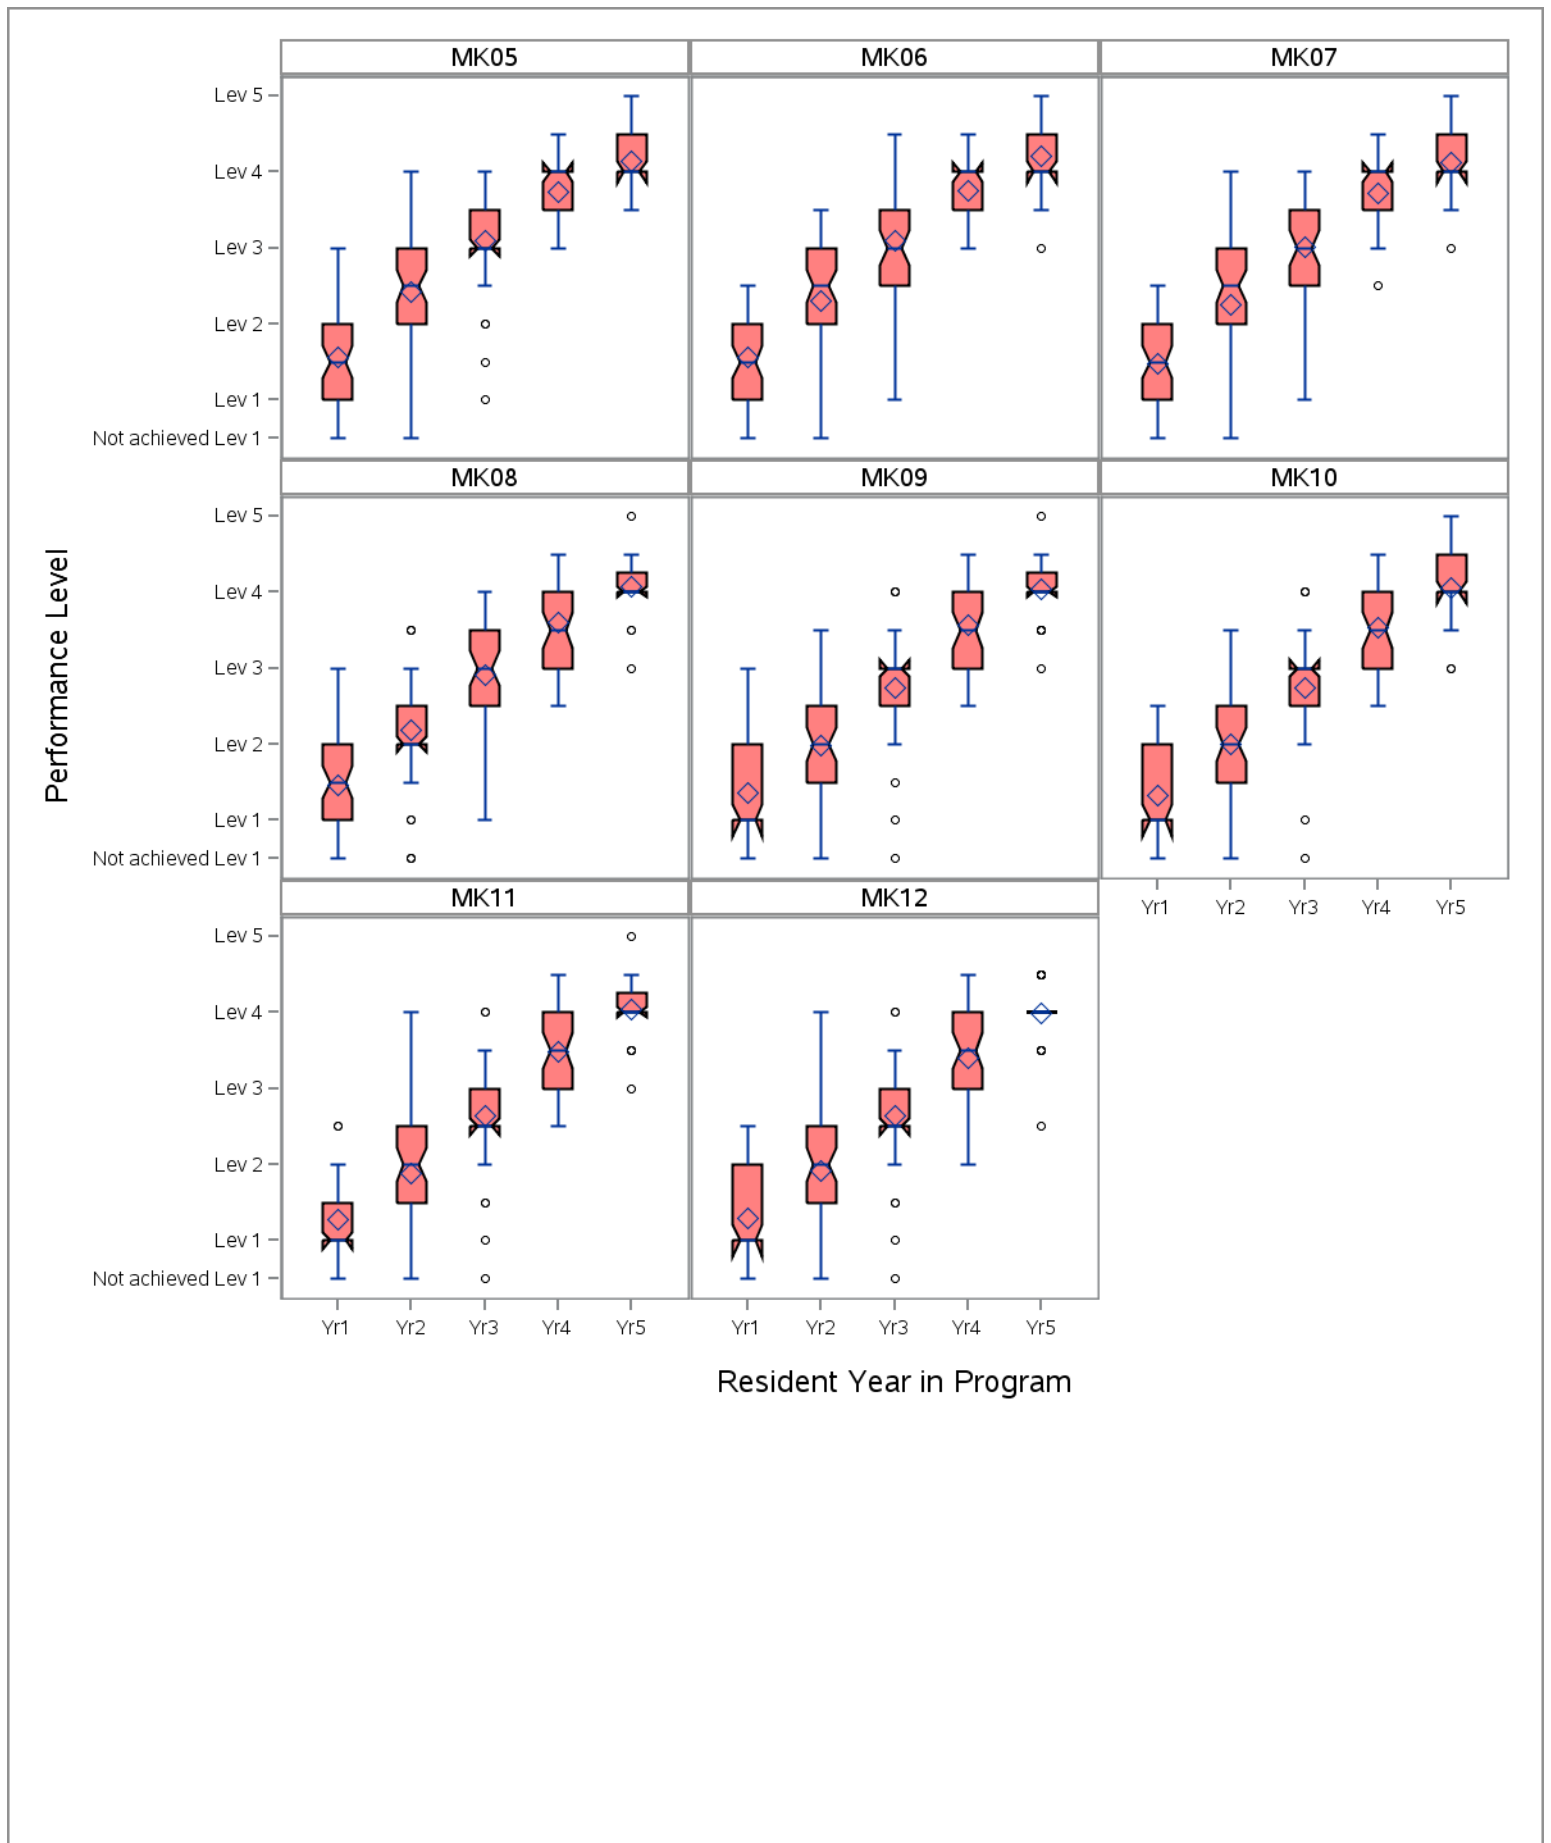 MK05 MK06 MK07
Lev 5
Lev 4
Lev 3
Lev 2
Lev 1
Not achieved Lev 1
MK08 MK09 MK10
Lev 5
Lev 4
Lev 3
Lev 2
Lev 1
Not achieved Lev 1
Performance Level
Yr1 Yr2 Yr3 Yr4 Yr5
MK11 MK12
Lev 5
Lev 4
Lev 3
Lev 2
Lev 1
Not achieved Lev 1
Yr1 Yr2 Yr3 Yr4 Yr5 Yr1 Yr2 Yr3 Yr4 Yr5
Resident Year in Program